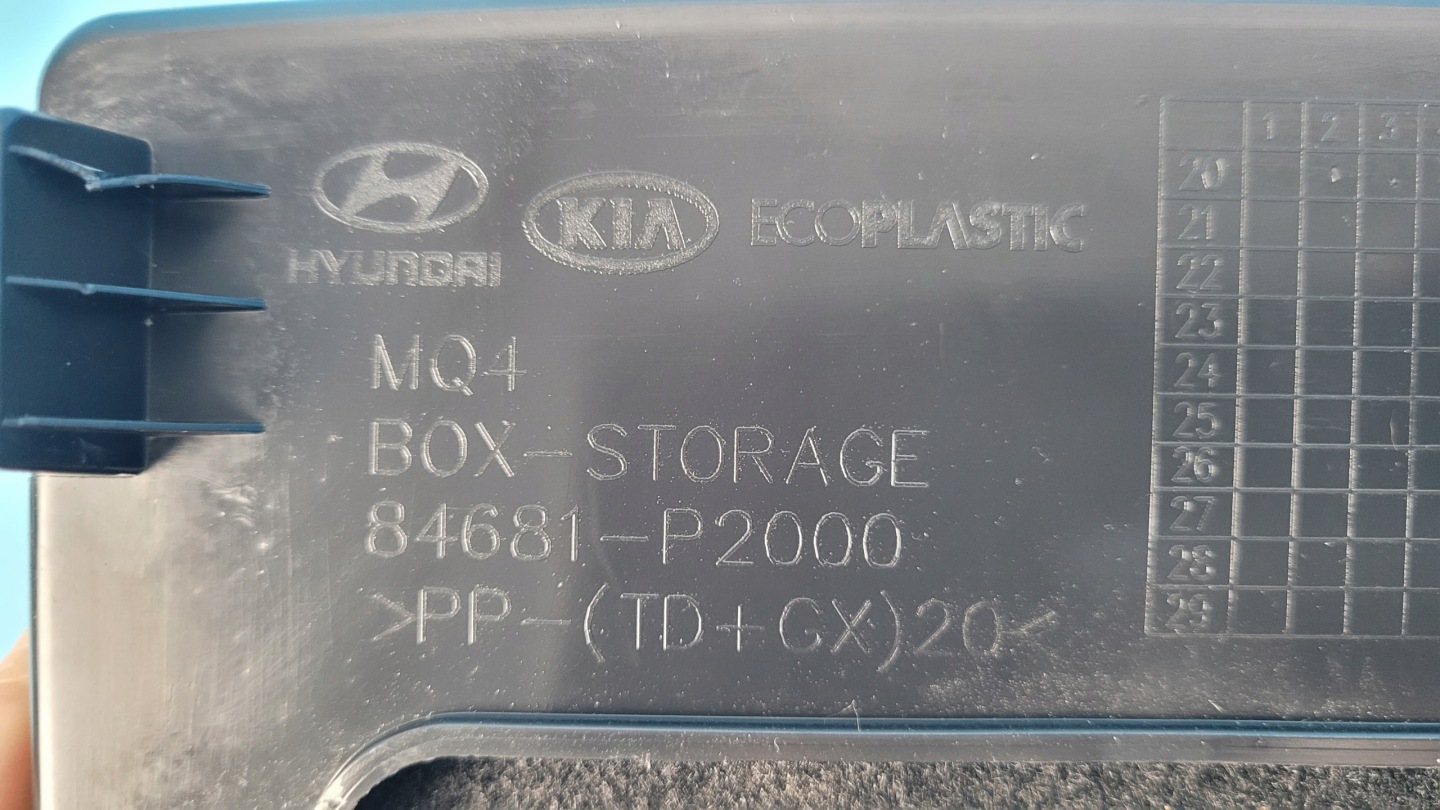 HYUNDAI
KIA
ECOPLASTIC
MQ4
BOX-STORAGE
84681-P2000
>PP-(TD+GX)20<
1 2 3
20
21
22
23
24
25
26
27
28
29